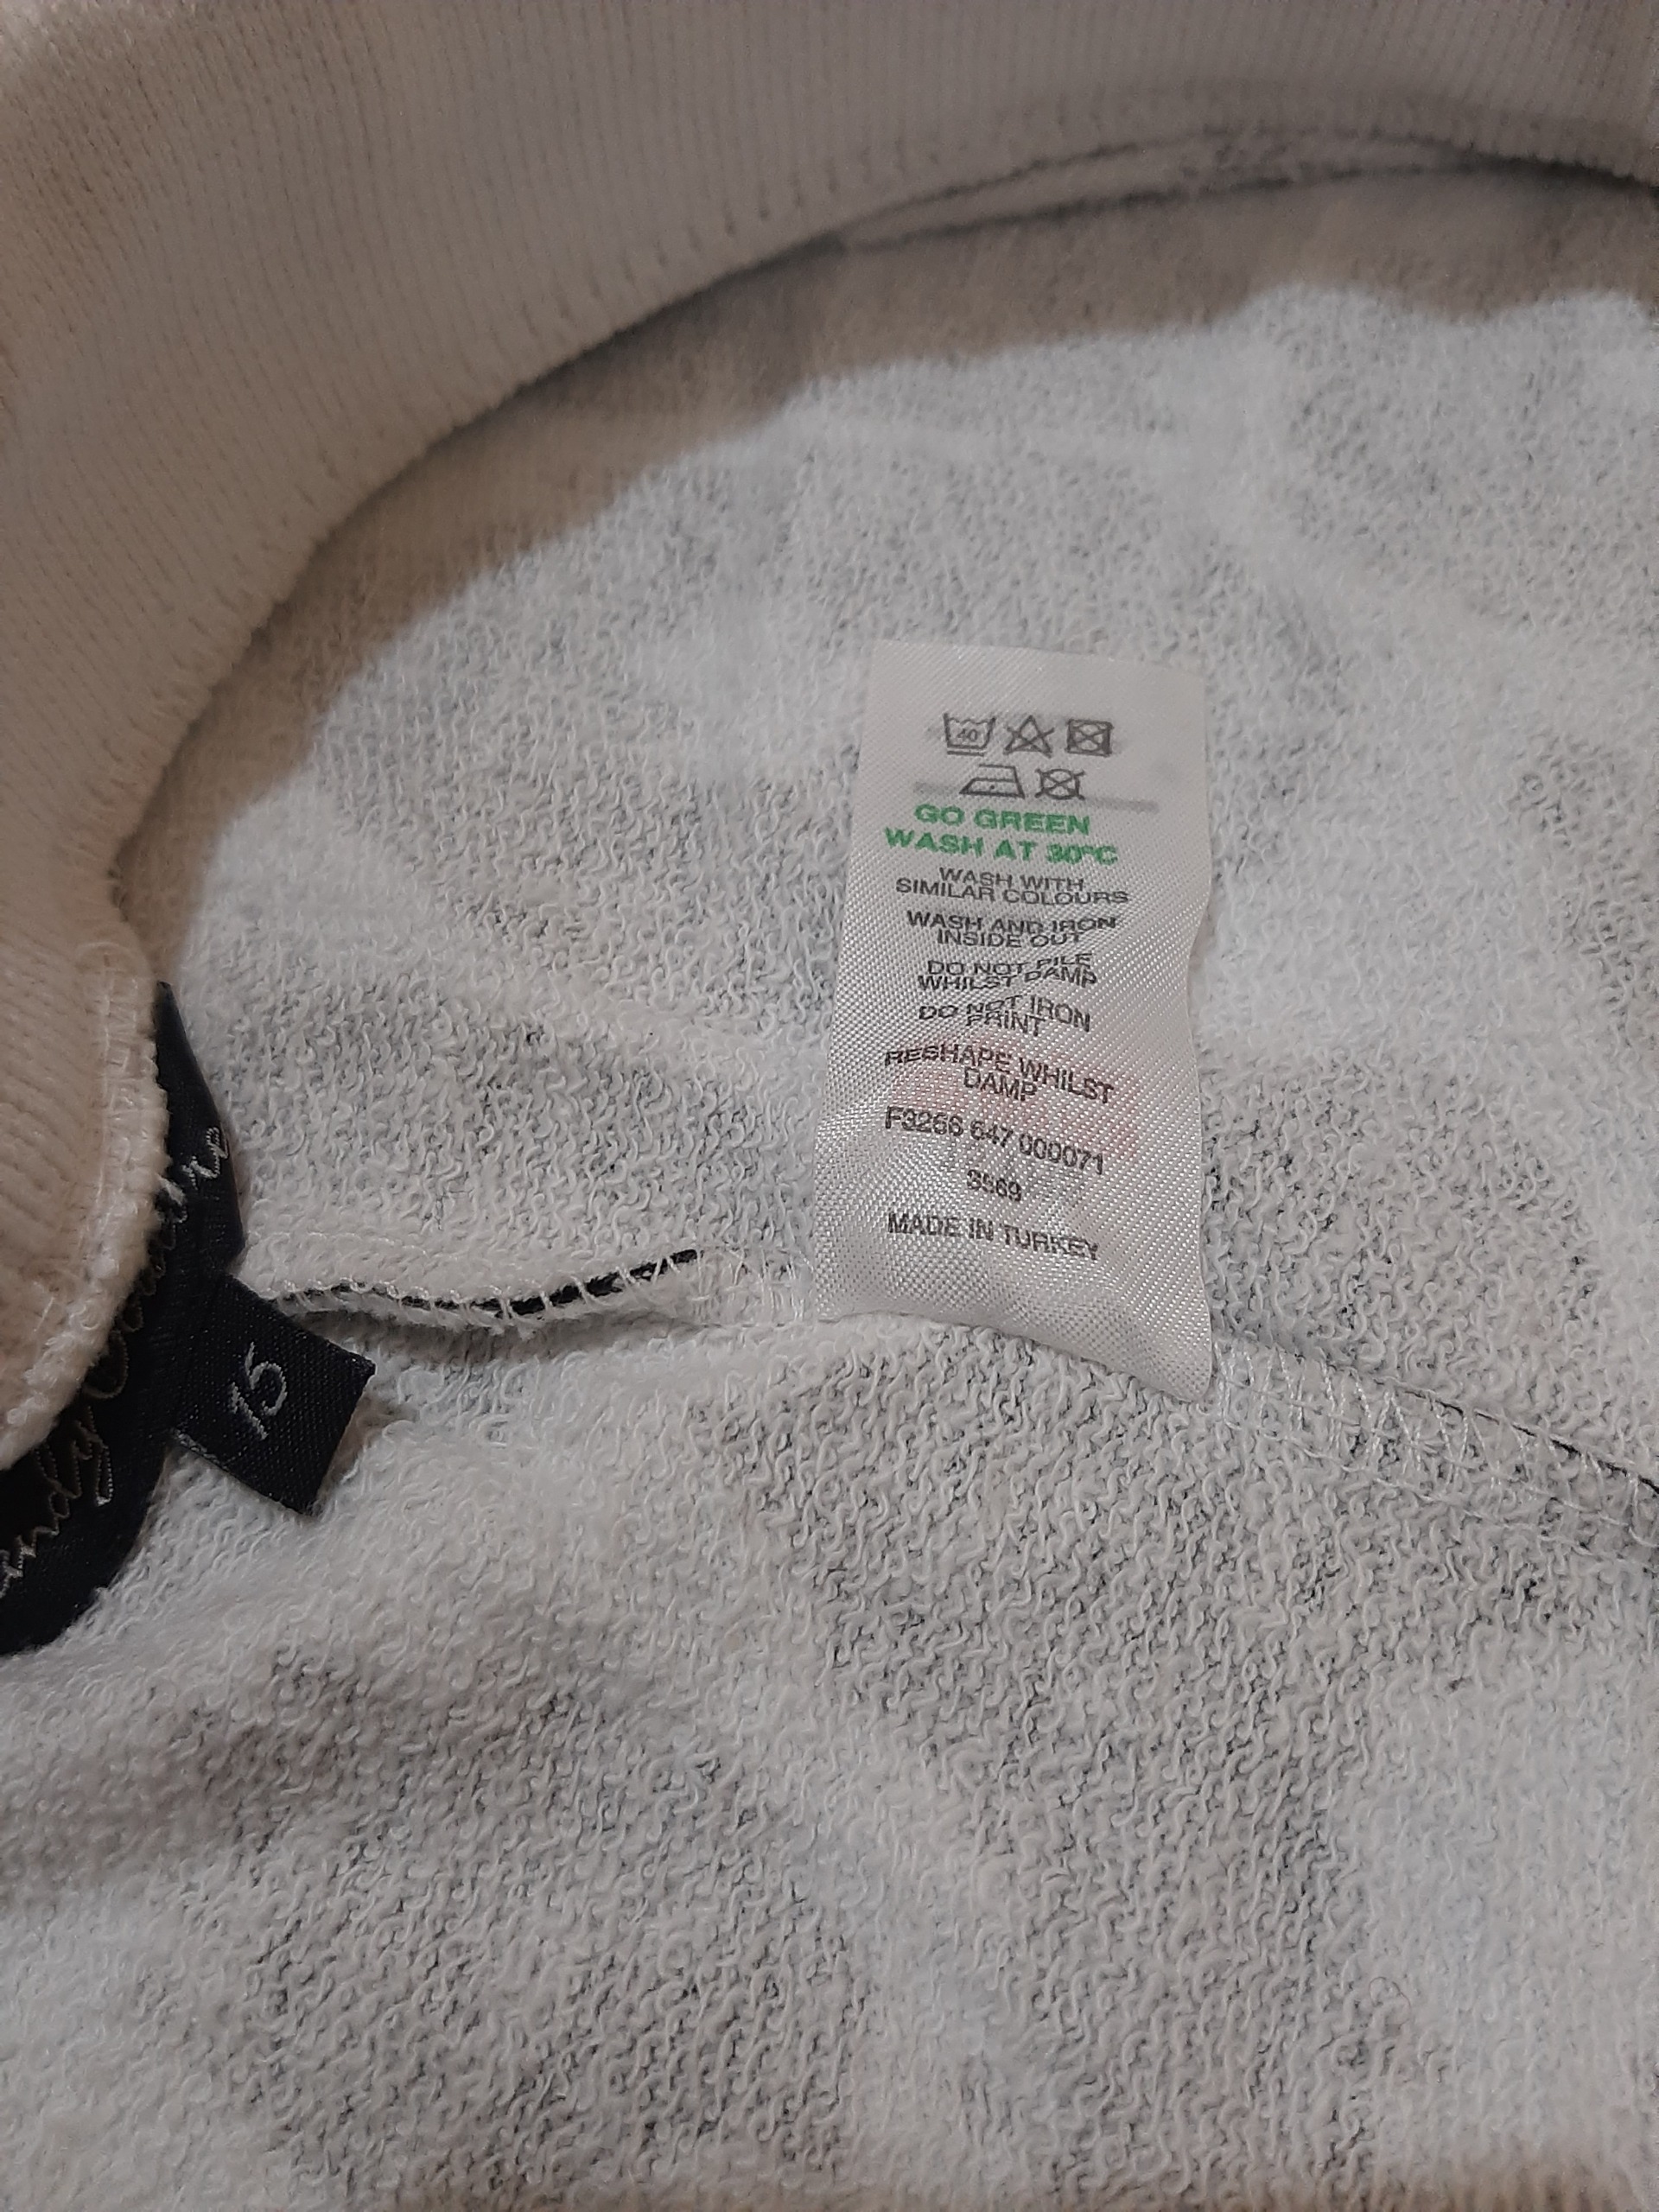 40
GO GREEN
WASH AT 30°C
WASH WITH
SIMILAR COLOURS
WASH AND IRON
INSIDE OUT
DO NOT PILE
WHILST DAMP
DO NOT IRON
PRINT
RESHAPE WHILST
DAMP
F3266 647 000071
S569
MADE IN TURKEY
15